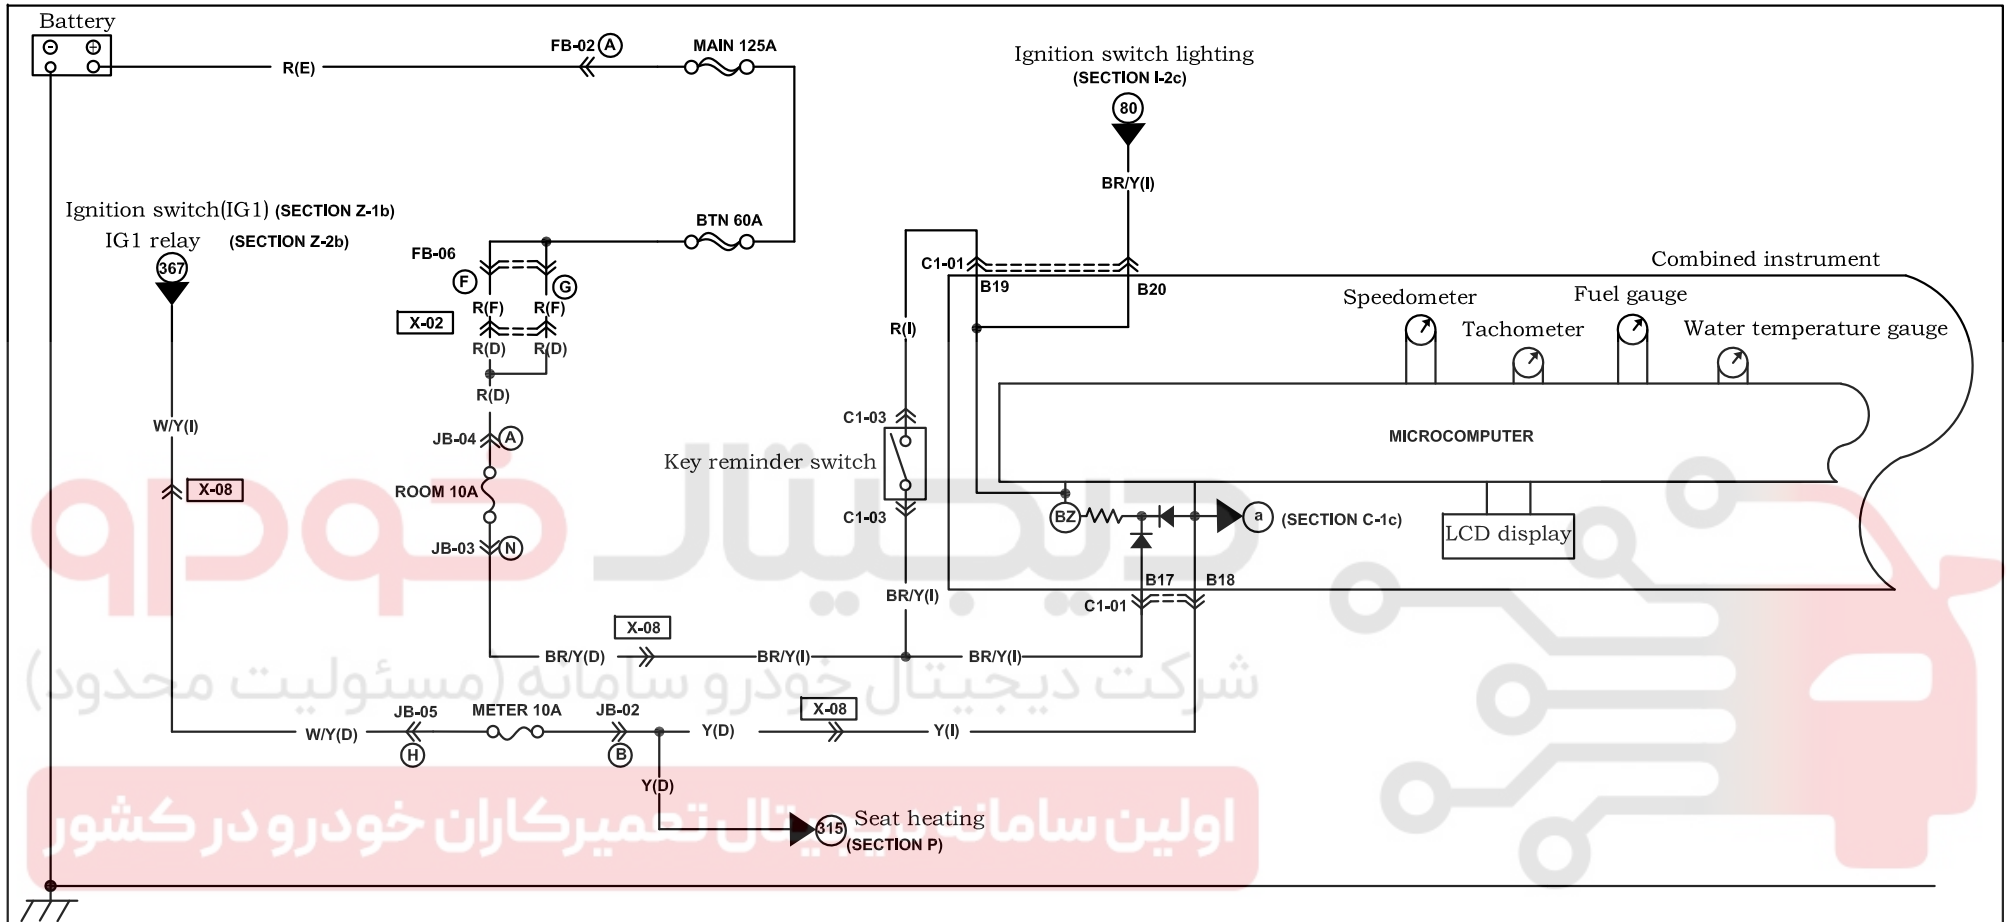 Battery
R(E)
FB-02 A
MAIN 125A
Ignition switch lighting
(SECTION I-2c)
80
BR/Y(I)
Ignition switch(IG1) (SECTION Z-1b)
IG1 relay (SECTION Z-2b)
367
BTN 60A
FB-06
F
G
R(F)
R(F)
X-02
R(D)
R(D)
R(D)
C1-01
B19
B20
Combined instrument
Speedometer
Fuel gauge
Tachometer
Water temperature gauge
R(I)
W/Y(I)
X-08
JB-04 A
ROOM 10A
JB-03 N
C1-03
Key reminder switch
C1-03
MICROCOMPUTER
BZ
a
(SECTION C-1c)
LCD display
B17
B18
C1-01
BR/Y(I)
X-08
BR/Y(D)
BR/Y(I)
BR/Y(I)
W/Y(D)
JB-05
H
METER 10A
JB-02
B
Y(D)
X-08
Y(I)
Y(D)
315
Seat heating
(SECTION P)
دیجیتال خودرو
شرکت دیجیتال خودرو سامانه (مسئولیت محدود)
اولین سامانه دیجیتال تعمیرکاران خودرو در کشور